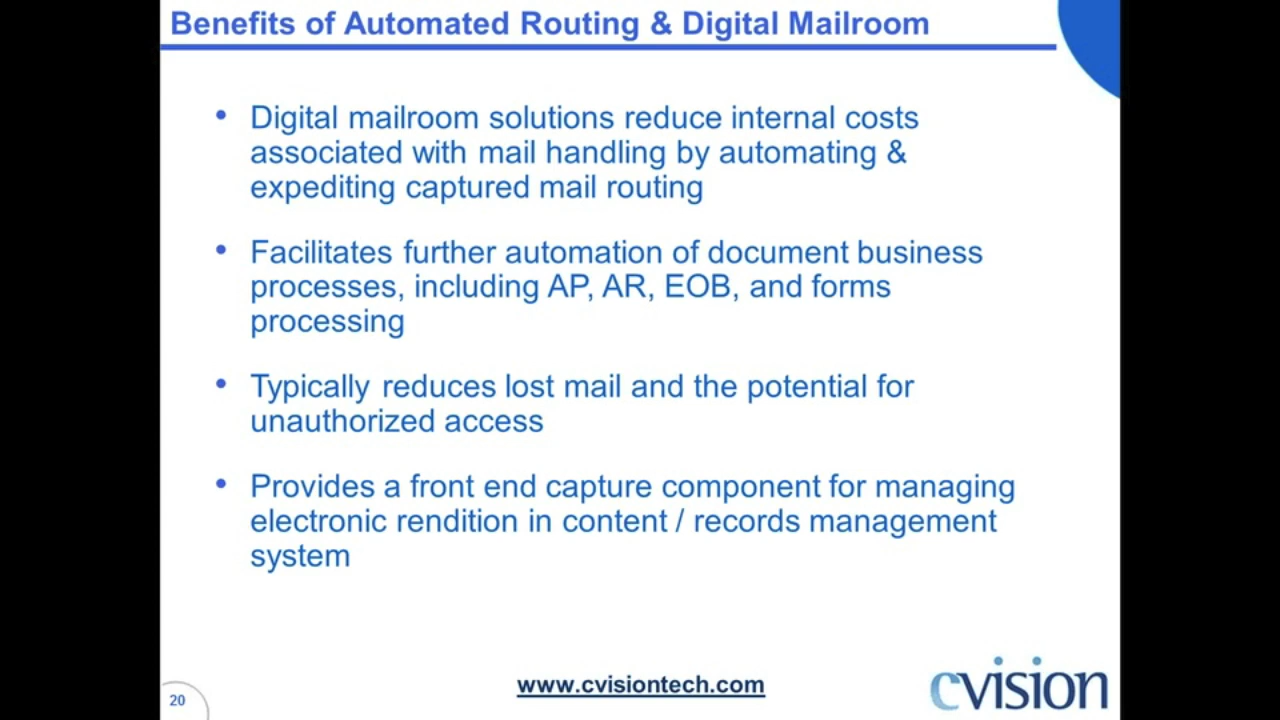 Benefits of Automated Routing & Digital Mailroom
• Digital mailroom solutions reduce internal costs
associated with mail handling by automating &
expediting captured mail routing
• Facilitates further automation of document business
processes, including AP, AR, EOB, and forms
processing
• Typically reduces lost mail and the potential for
unauthorized access
• Provides a front end capture component for managing
electronic rendition in content / records management
system
20
www.cvisiontech.com
cvision